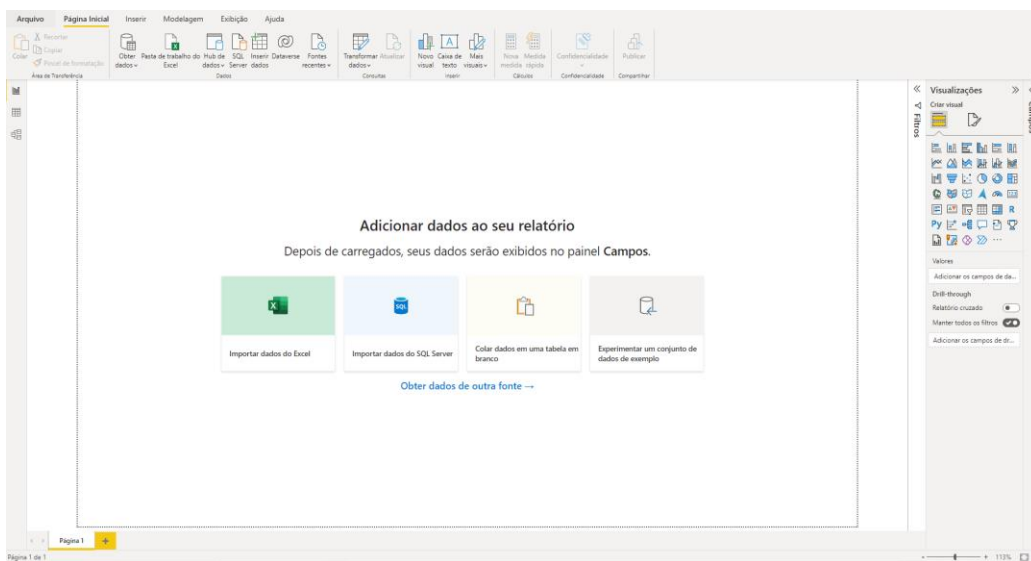 Arquivo Página Inicial Inserir Modelagem Exibição Ajuda
Colar
Recortar
Copiar
Pincel de formatação
Área de Transferência
Obter dados
Pasta de trabalho do Excel
Hub de dados
SQL Server
Inserir dados
Dataverse
Fontes recentes
Dados
Transformar dados
Atualizar
Consultas
Novo visual
Caixa de texto
Mais visuais
Inserir
Nova medida
Medida rápida
Cálculos
Confidencialidade
Confidencialidade
Publicar
Compartilhar
Filtros
Visualizações
Criar visual
Adicionar dados ao seu relatório
Depois de carregados, seus dados serão exibidos no painel Campos.
SQL
Importar dados do Excel
Importar dados do SQL Server
Colar dados em uma tabela em
branco
Experimentar um conjunto de
dados de exemplo
Obter dados de outra fonte →
R
Py
Valores
Adicionar os campos de da...
Drill-through
Relatório cruzado
Manter todos os filtros
Adicionar os campos de dr...
Página 1
Página 1 de 1
113%